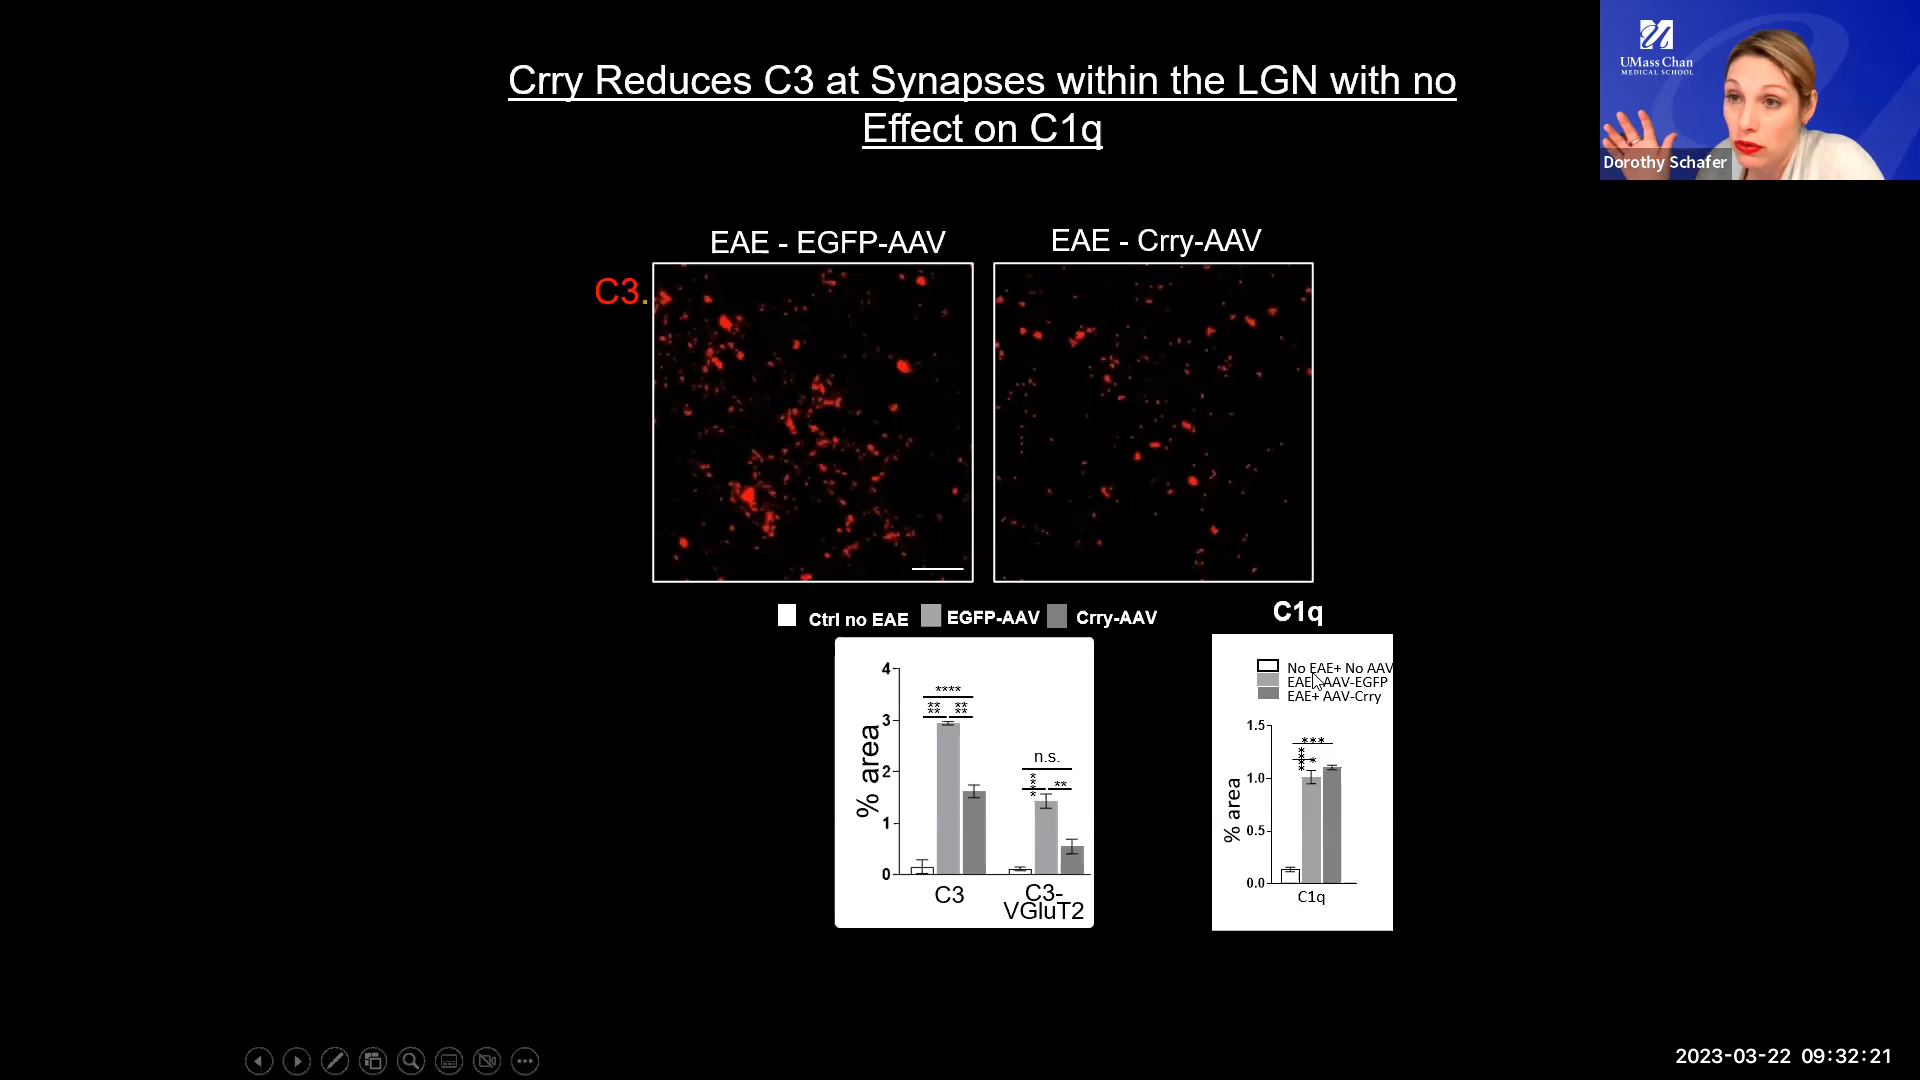 Crry Reduces C3 at Synapses within the LGN with no
Effect on C1q
UMass Chan
MEDICAL SCHOOL
Dorothy Schafer
EAE - EGFP-AAV
EAE - Crry-AAV
C3.
Ctrl no EAE
EGFP-AAV
Crry-AAV
C1q
% area
4
3
2
1
0
****
**
**
**
**
n.s.
*
*
*
*
**
C3
C3-
VGluT2
No EAE+ No AAV
EAE+ AAV-EGFP
EAE+ AAV-Crry
% area
1.5
1.0
0.5
0.0
***
C1q
2023-03-22 09:32:21